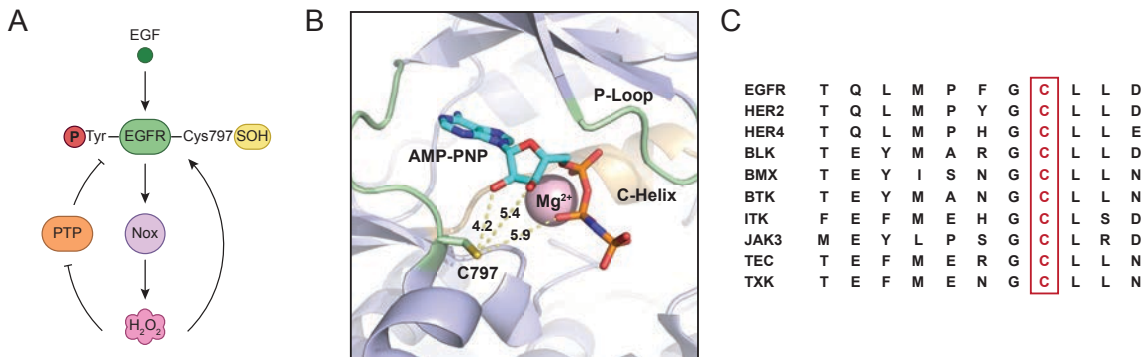 A
EGF
P Tyr EGFR Cys797 SOH
PTP
Nox
H2O2
B
P-Loop
AMP-PNP
Mg2+
C-Helix
4.2
5.4
5.9
C797
C
EGFR T Q L M P F G C L L D
HER2 T Q L M P Y G C L L D
HER4 T Q L M P H G C L L E
BLK T E Y M A R G C L L D
BMX T E Y I S N G C L L N
BTK T E Y M A N G C L L N
ITK F E F M E H G C L S D
JAK3 M E Y L P S G C L R D
TEC T E F M E R G C L L N
TXK T E F M E N G C L L N